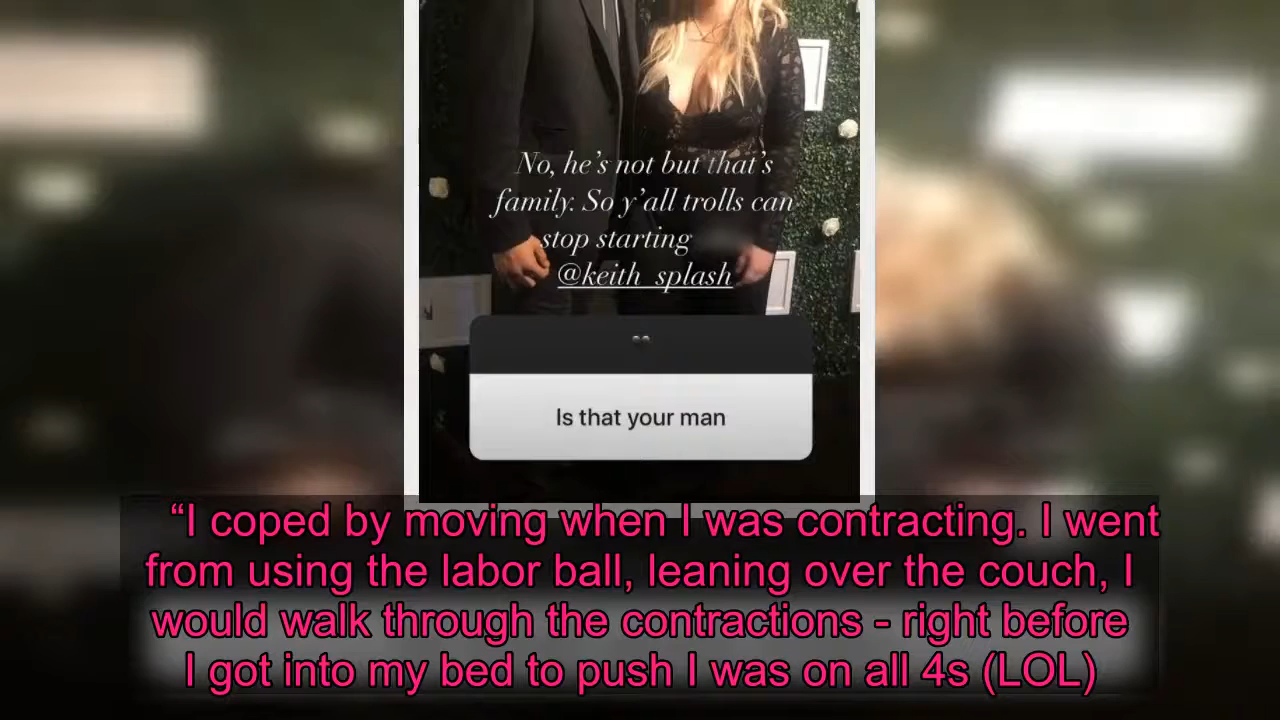 No, he’s not but that’s
family. So y’all trolls can
stop starting
@keith_splash
Is that your man
“I coped by moving when I was contracting. I went
from using the labor ball, leaning over the couch, I
would walk through the contractions - right before
I got into my bed to push I was on all 4s (LOL)